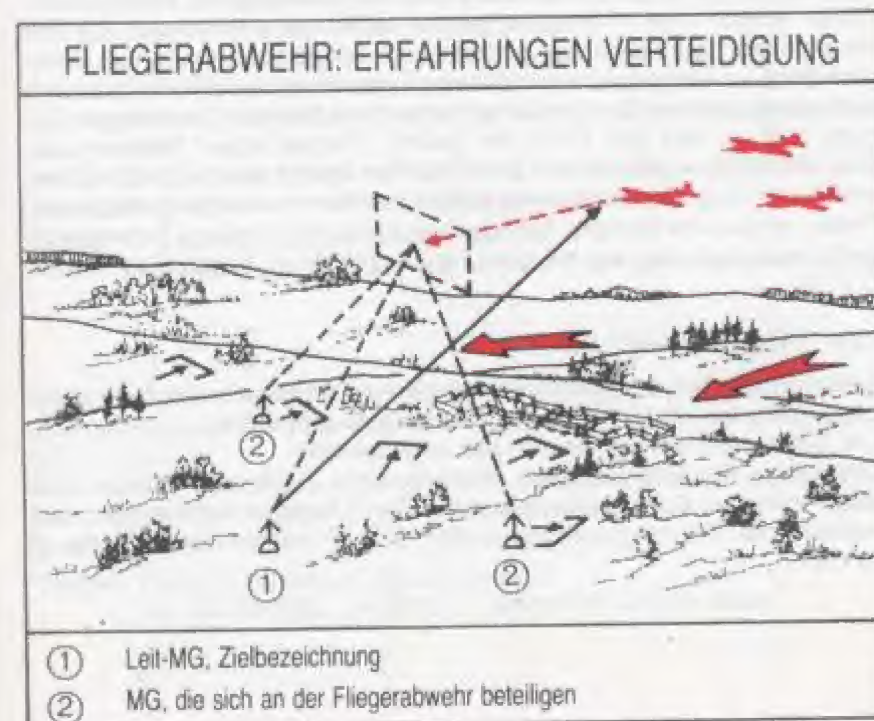 FLIEGERABWEHR: ERFAHRUNGEN VERTEIDIGUNG
②
①
②
① Leit-MG, Zielbezeichnung
② MG, die sich an der Fliegerabwehr beteiligen